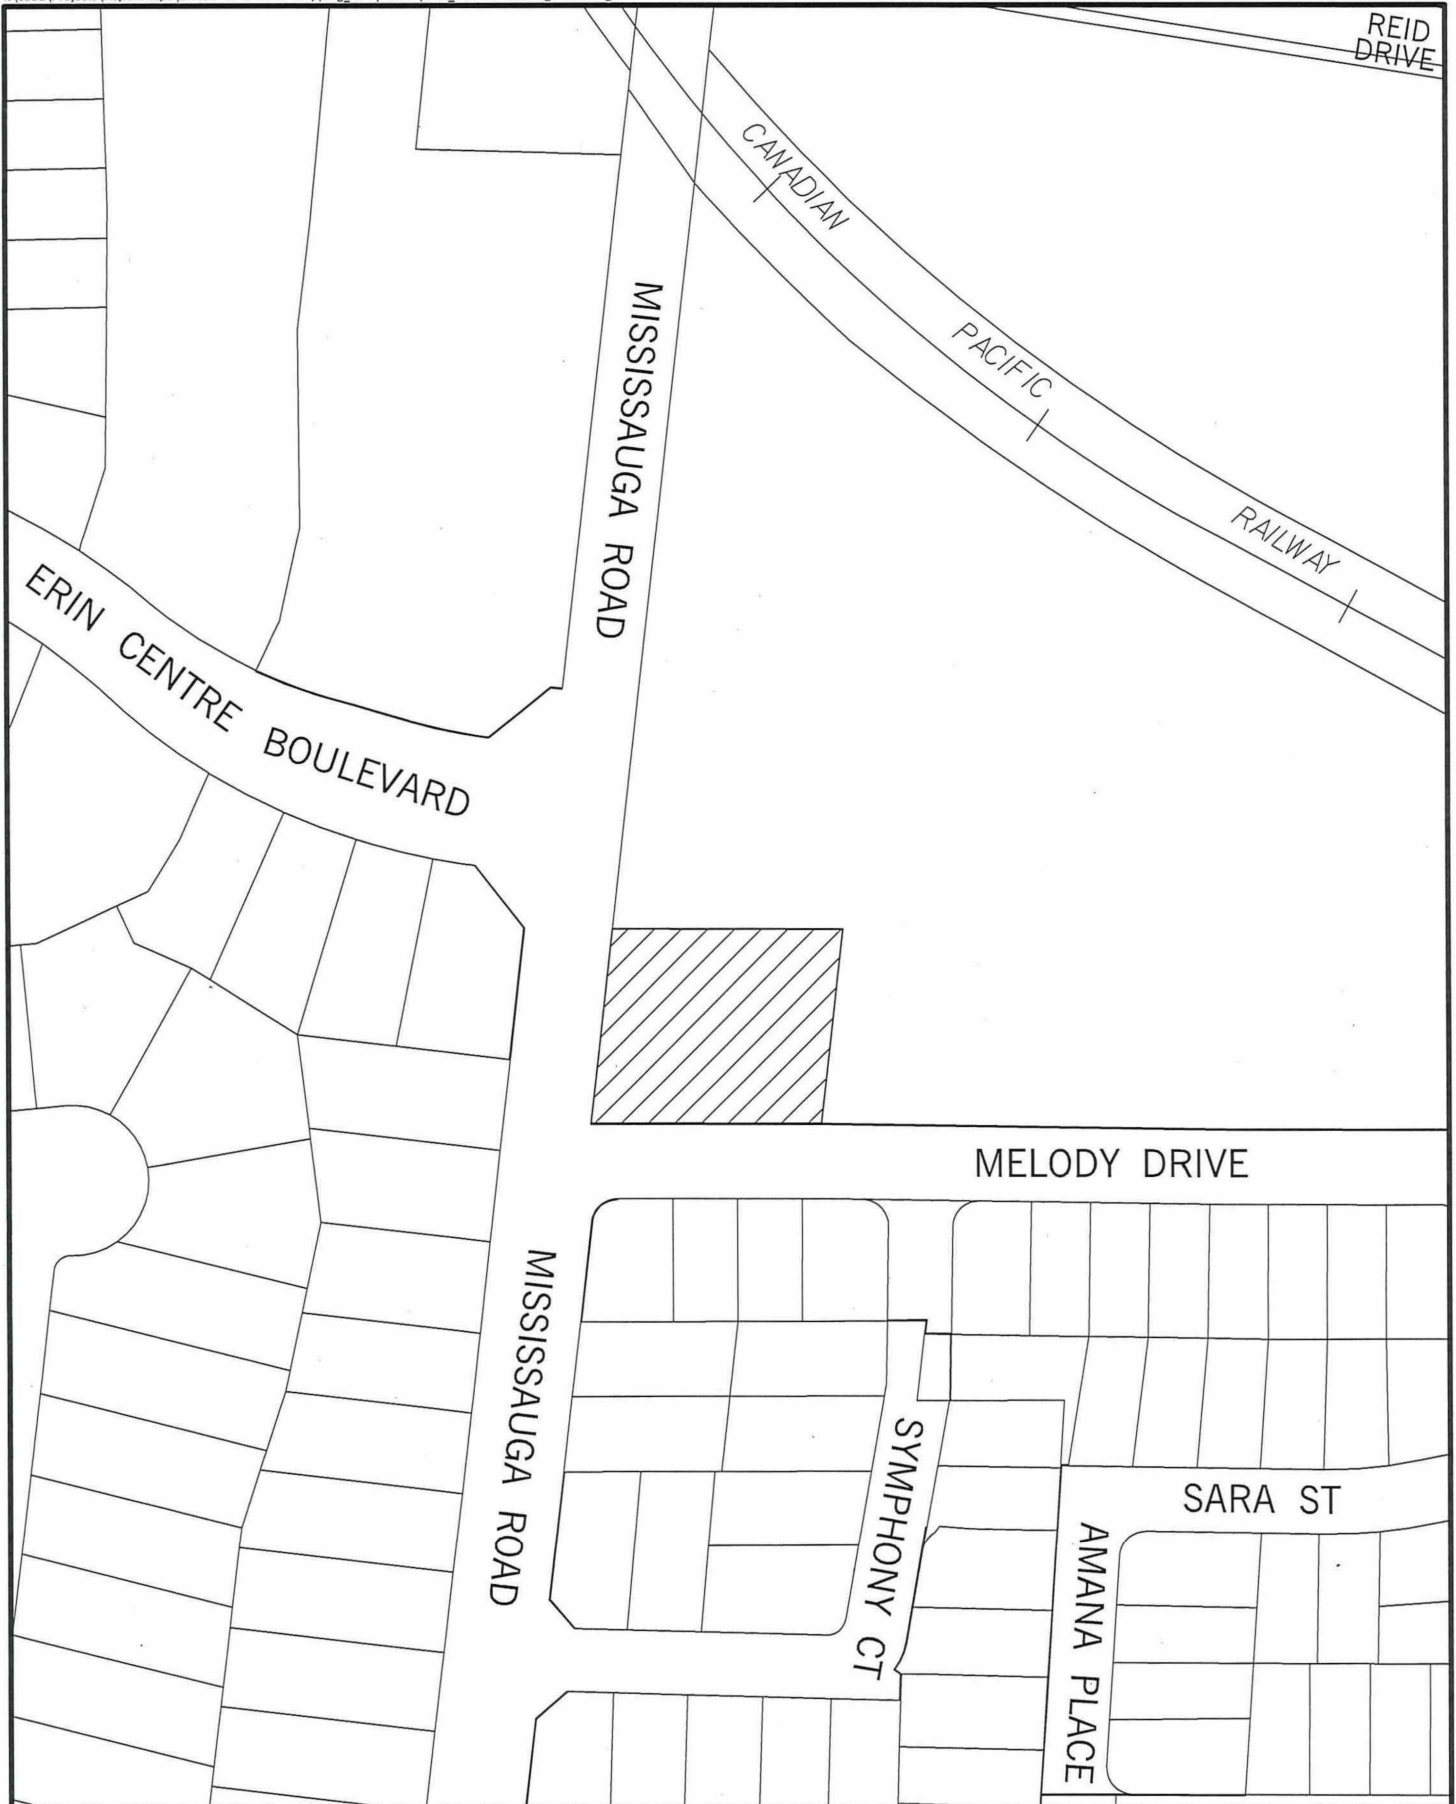 REID
DRIVE
CANADIAN
PACIFIC
RAILWAY
MISSISSAUGA ROAD
ERIN CENTRE BOULEVARD
MELODY DRIVE
MISSISSAUGA ROAD
SYMPHONY CT
SARA ST
AMANA PLACE